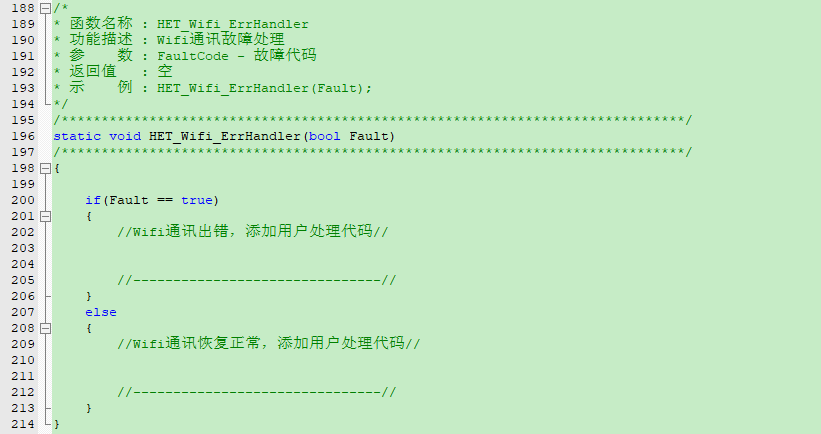 188 /*
189 * 函数名称 : HET_Wifi_ErrHandler
190 * 功能描述 : Wifi通讯故障处理
191 * 参    数 : FaultCode - 故障代码
192 * 返回值   : 空
193 * 示    例 : HET_Wifi_ErrHandler(Fault);
194 */
195 /******************************************************************************/
196 static void HET_Wifi_ErrHandler(bool Fault)
197 /******************************************************************************/
198 {
199
200     if(Fault == true)
201     {
202         //Wifi通讯出错，添加用户处理代码//
203
204
205         //-------------------------------//
206     }
207     else
208     {
209         //Wifi通讯恢复正常，添加用户处理代码//
210
211
212         //-------------------------------//
213     }
214 }